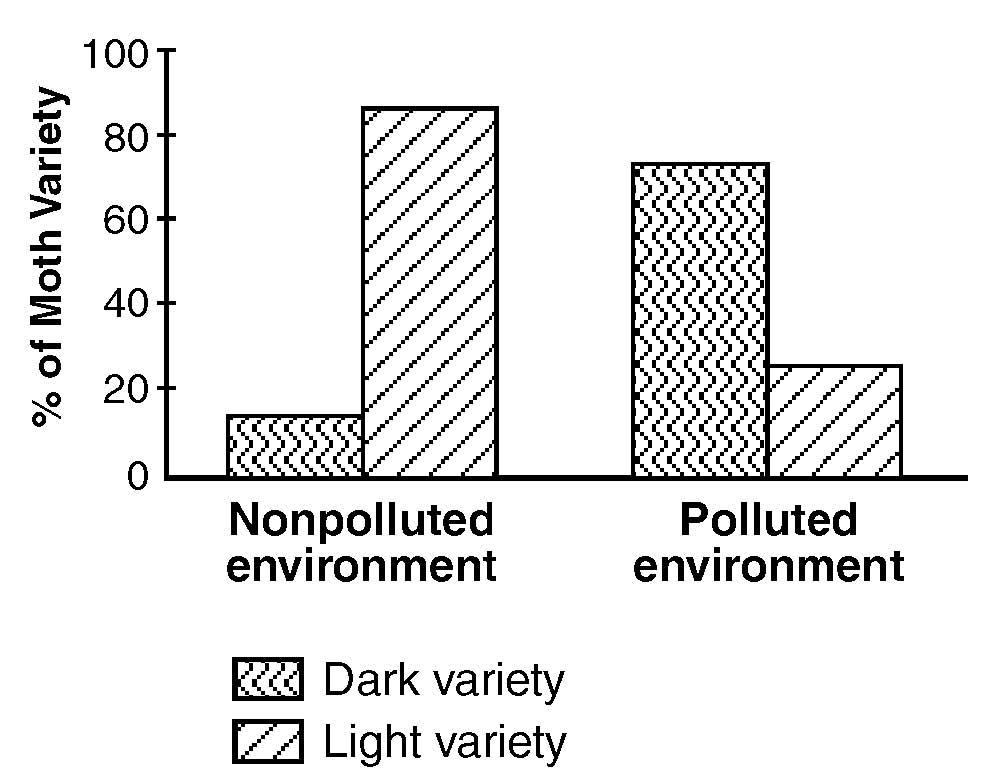 % of Moth Variety
100
80
60
40
20
0
Nonpolluted
environment
Polluted
environment
Dark variety
Light variety